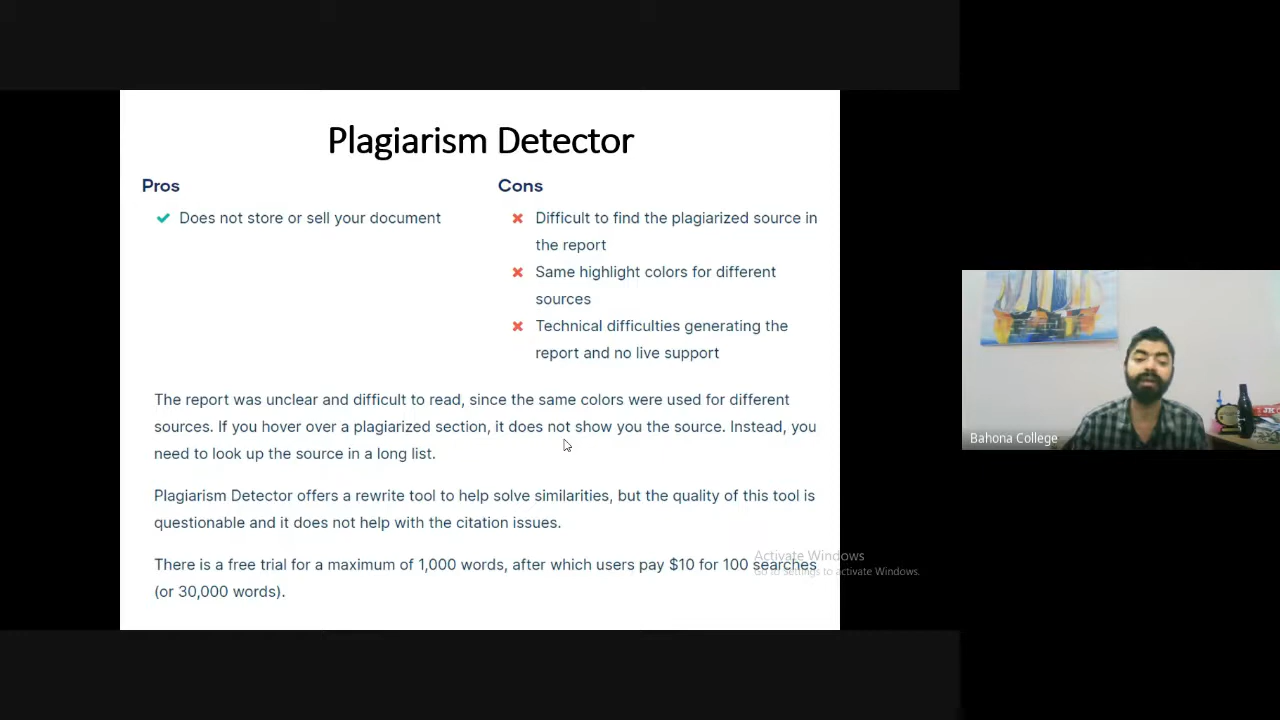 Plagiarism Detector
Pros
Does not store or sell your document
Cons
Difficult to find the plagiarized source in
the report
Same highlight colors for different
sources
Technical difficulties generating the
report and no live support
The report was unclear and difficult to read, since the same colors were used for different
sources. If you hover over a plagiarized section, it does not show you the source. Instead, you
need to look up the source in a long list.
Plagiarism Detector offers a rewrite tool to help solve similarities, but the quality of this tool is
questionable and it does not help with the citation issues.
There is a free trial for a maximum of 1,000 words, after which users pay $10 for 100 searches
(or 30,000 words).
Activate Windows
Go to Settings to activate Windows.
Bahona College